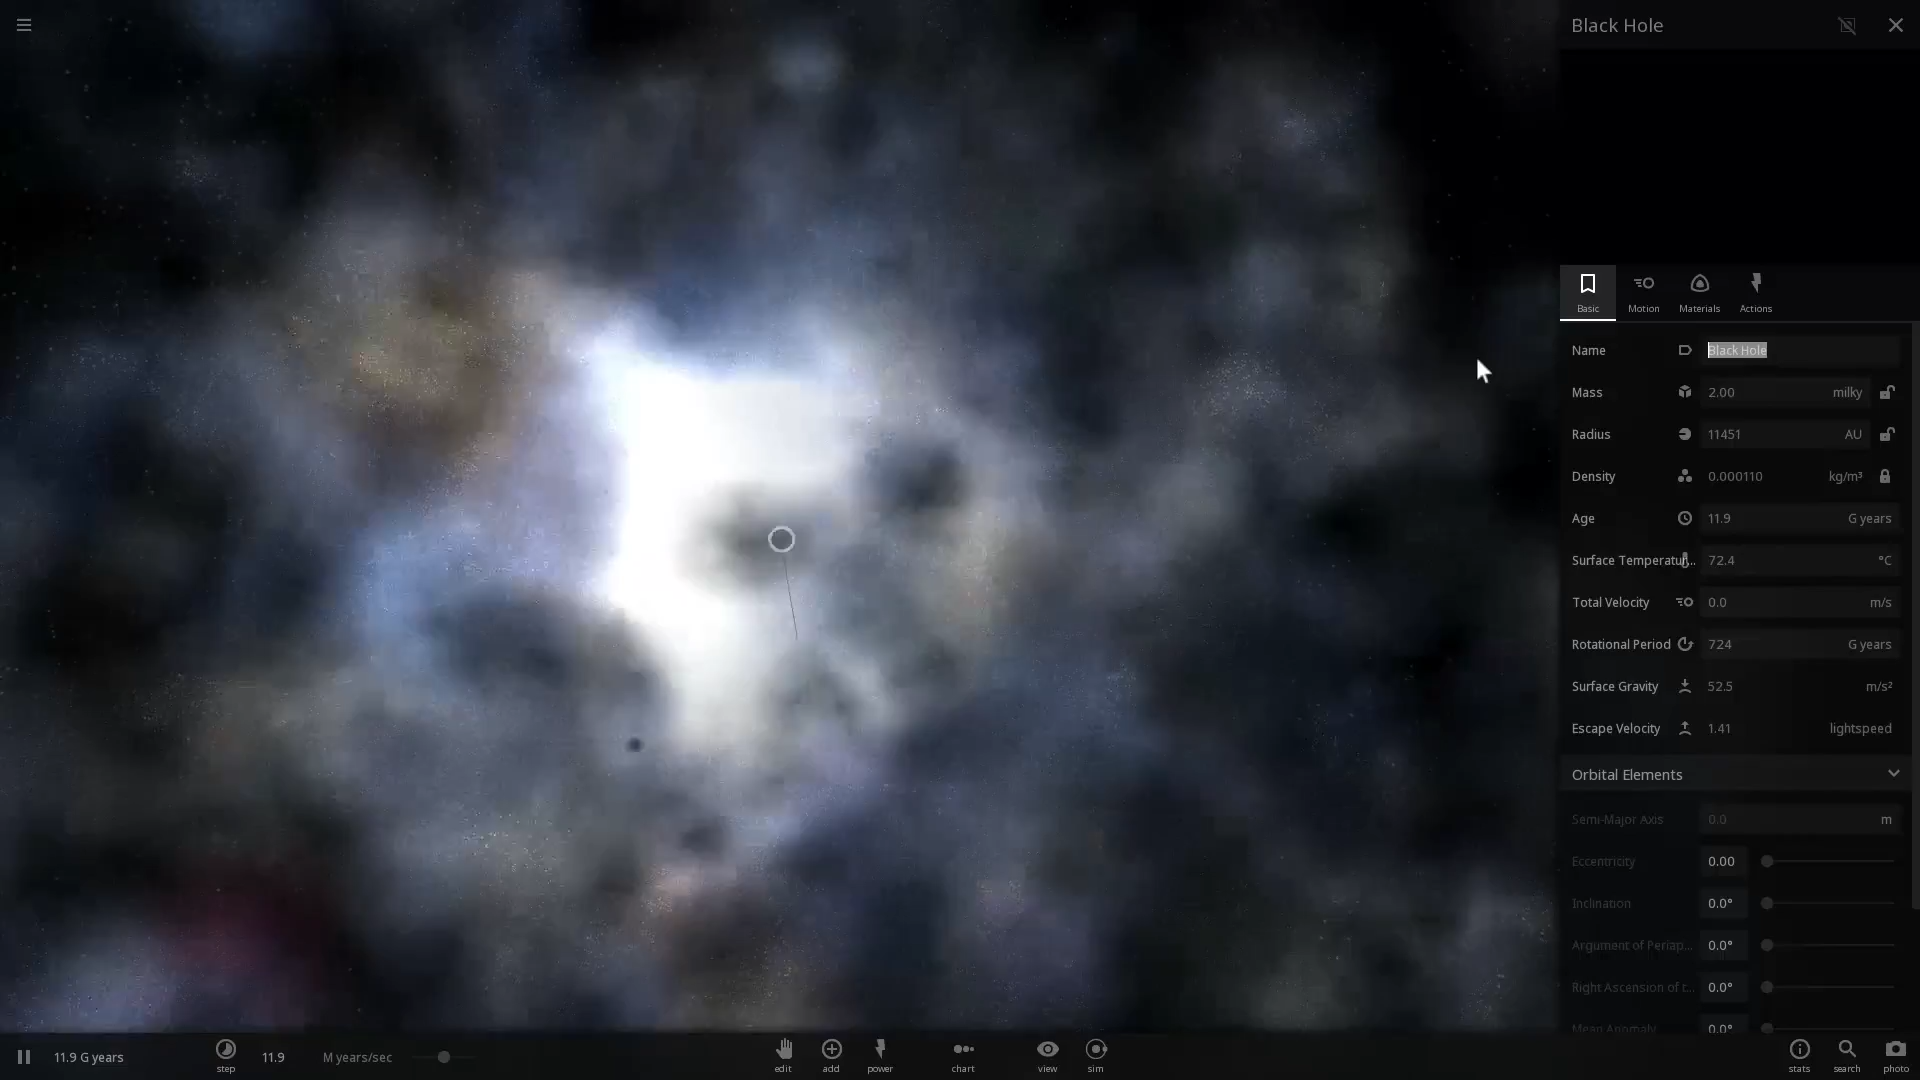 Black Hole
Basic
Motion
Materials
Actions
Name Black Hole
Mass 2.00 milky
Radius 11451 AU
Density 0.000110 kg/m³
Age 11.9 G years
Surface Temperatur... 72.4 °C
Total Velocity 0.0 m/s
Rotational Period 724 G years
Surface Gravity 52.5 m/s²
Escape Velocity 1.41 lightspeed
Orbital Elements
Semi-Major Axis 0.0 m
Eccentricity 0.00
Inclination 0.0°
Argument of Periap... 0.0°
Right Ascension of t... 0.0°
Mean Anomaly 0.0°
11.9 G years
step
11.9 M years/sec
edit
add
power
chart
view
sim
stats
search
photo